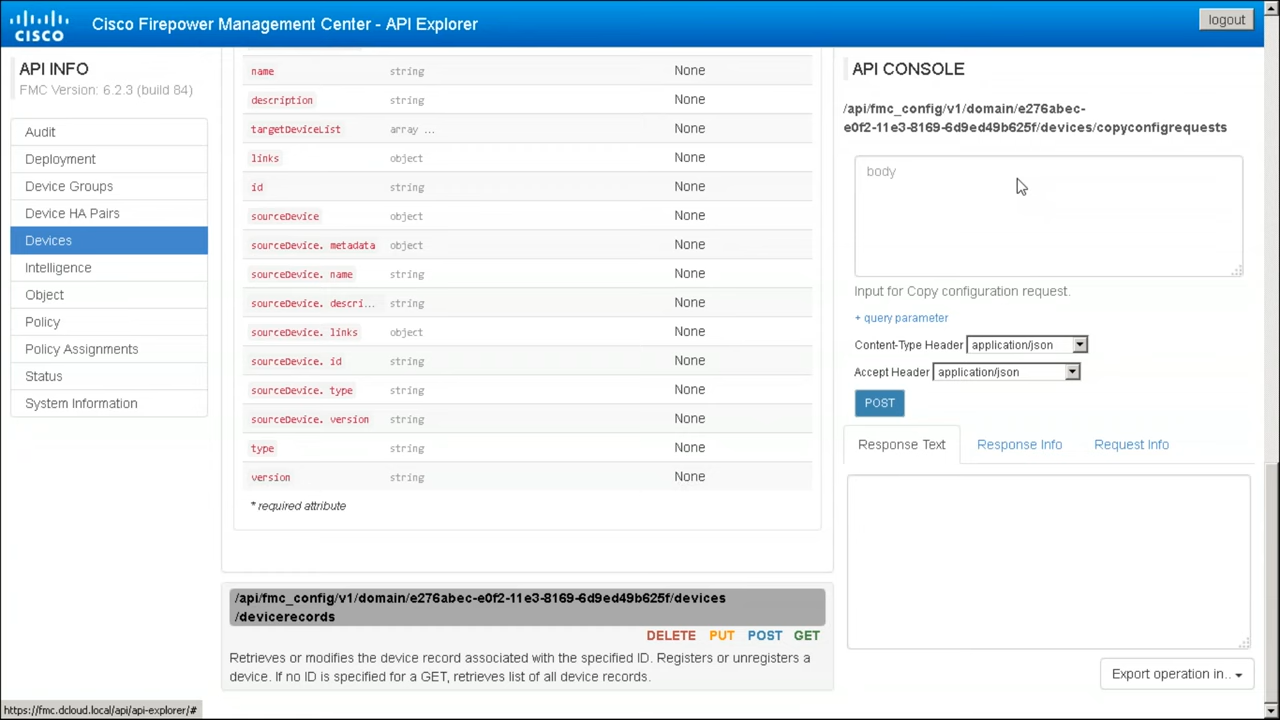 CISCO
Cisco Firepower Management Center - API Explorer
logout
API INFO
FMC Version: 6.2.3 (build 84)
Audit
Deployment
Device Groups
Device HA Pairs
Devices
Intelligence
Object
Policy
Policy Assignments
Status
System Information
name string None
description string None
targetDeviceList array ... None
links object None
id string None
sourceDevice object None
sourceDevice. metadata object None
sourceDevice. name string None
sourceDevice. descri... string None
sourceDevice. links object None
sourceDevice. id string None
sourceDevice. type string None
sourceDevice. version string None
type string None
version string None
* required attribute
/api/fmc_config/v1/domain/e276abec-e0f2-11e3-8169-6d9ed49b625f/devices
/devicerecords
DELETE PUT POST GET
Retrieves or modifies the device record associated with the specified ID. Registers or unregisters a
device. If no ID is specified for a GET, retrieves list of all device records.
API CONSOLE
/api/fmc_config/v1/domain/e276abec-
e0f2-11e3-8169-6d9ed49b625f/devices/copyconfigrequests
body
Input for Copy configuration request.
+ query parameter
Content-Type Header application/json
Accept Header application/json
POST
Response Text Response Info Request Info
Export operation in..
https://fmc.dcloud.local/api/api-explorer/#